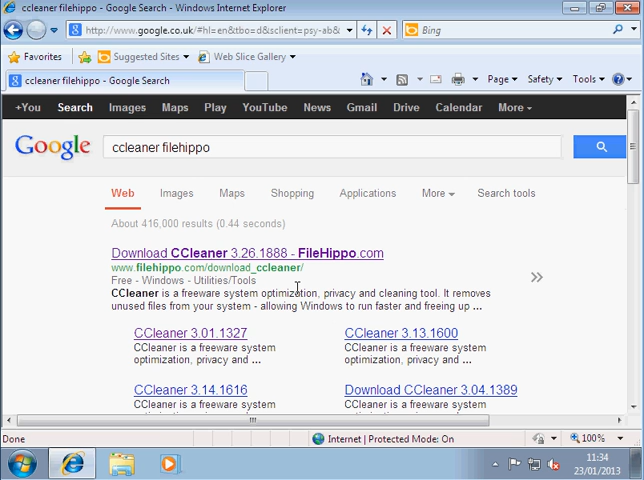 ccleaner filehippo - Google Search - Windows Internet Explorer
http://www.google.co.uk/#hl=en&tbo=d&sclient=psy-ab&
Bing
Favorites
Suggested Sites
Web Slice Gallery
ccleaner filehippo - Google Search
Page
Safety
Tools
+You Search Images Maps Play YouTube News Gmail Drive Calendar More
Google
ccleaner filehippo
Web Images Maps Shopping Applications More Search tools
About 416,000 results (0.44 seconds)
Download CCleaner 3.26.1888 - FileHippo.com
www.filehippo.com/download_ccleaner/
Free - Windows - Utilities/Tools
CCleaner is a freeware system optimization, privacy and cleaning tool. It removes
unused files from your system - allowing Windows to run faster and freeing up ...
CCleaner 3.01.1327
CCleaner is a freeware system
optimization, privacy and ...
CCleaner 3.13.1600
CCleaner is a freeware system
optimization, privacy and ...
CCleaner 3.14.1616
CCleaner is a freeware system
Download CCleaner 3.04.1389
CCleaner is a freeware system
Done
Internet | Protected Mode: On
100%
11:34
23/01/2013